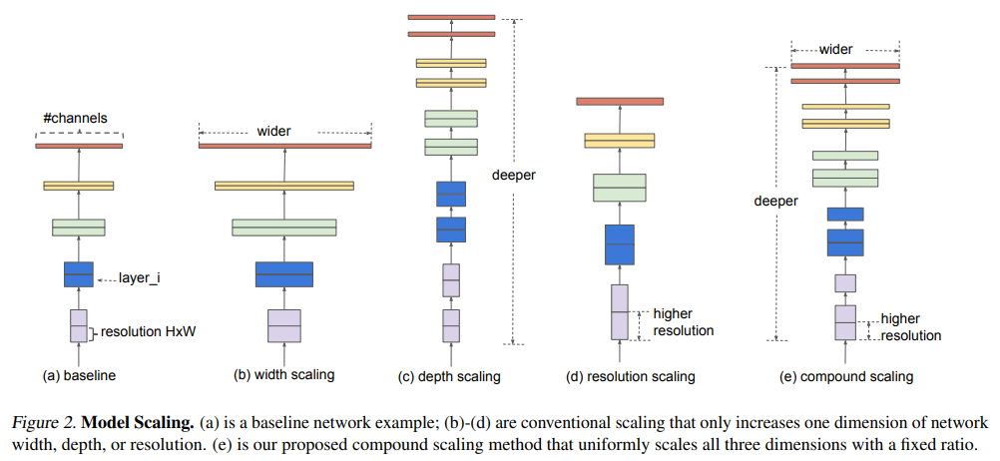 #channels
layer_i
resolution HxW
(a) baseline
wider
(b) width scaling
deeper
(c) depth scaling
higher
resolution
(d) resolution scaling
wider
deeper
higher
resolution
(e) compound scaling
Figure 2. Model Scaling. (a) is a baseline network example; (b)-(d) are conventional scaling that only increases one dimension of network
width, depth, or resolution. (e) is our proposed compound scaling method that uniformly scales all three dimensions with a fixed ratio.